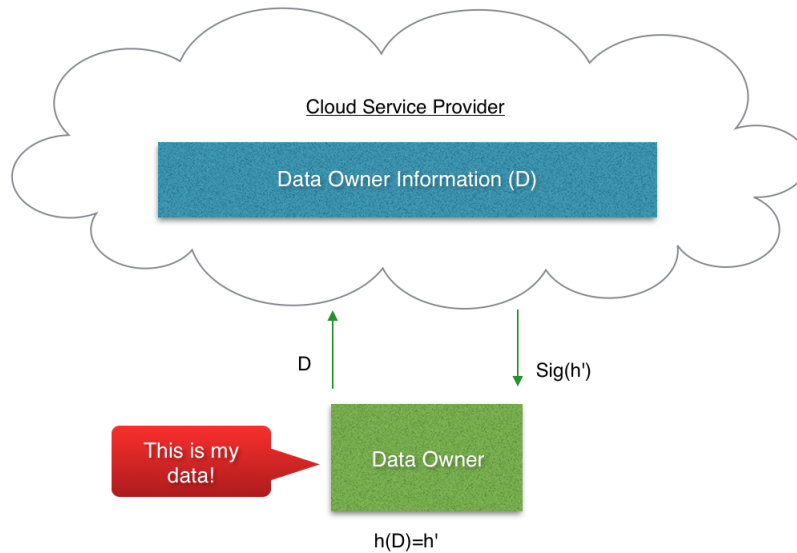 Cloud Service Provider
Data Owner Information (D)
D
Sig(h')
This is my
data!
Data Owner
h(D)=h'